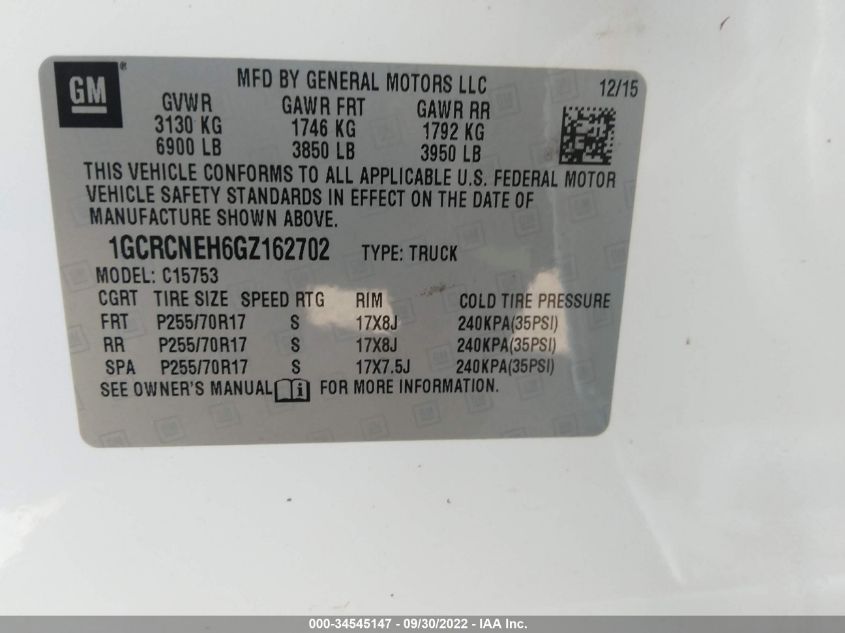 GM ®
MFD BY GENERAL MOTORS LLC 12/15
GVWR GAWR FRT GAWR RR
3130 KG 1746 KG 1792 KG
6900 LB 3850 LB 3950 LB
THIS VEHICLE CONFORMS TO ALL APPLICABLE U.S. FEDERAL MOTOR
VEHICLE SAFETY STANDARDS IN EFFECT ON THE DATE OF
MANUFACTURE SHOWN ABOVE.
1GCRCNEH6GZ162702 TYPE: TRUCK
MODEL: C15753
CGRT TIRE SIZE SPEED RTG RIM COLD TIRE PRESSURE
FRT P255/70R17 S 17X8J 240KPA(35PSI)
RR P255/70R17 S 17X8J 240KPA(35PSI)
SPA P255/70R17 S 17X7.5J 240KPA(35PSI)
SEE OWNER'S MANUAL i FOR MORE INFORMATION.
000-34545147 - 09/30/2022 - IAA Inc.